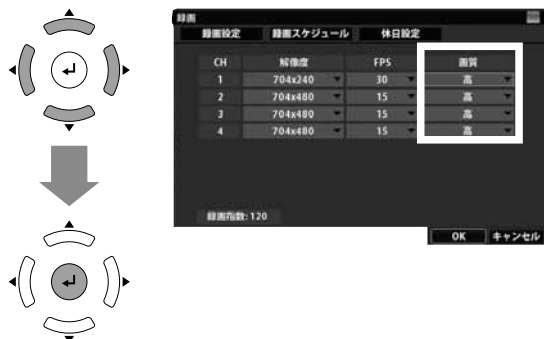 録画
録画設定 録画スケジュール 休日設定
CH 解像度 FPS 画質
1 704x240 30 高
2 704x480 15 高
3 704x480 15 高
4 704x480 15 高
録画指数: 120
OK キャンセル